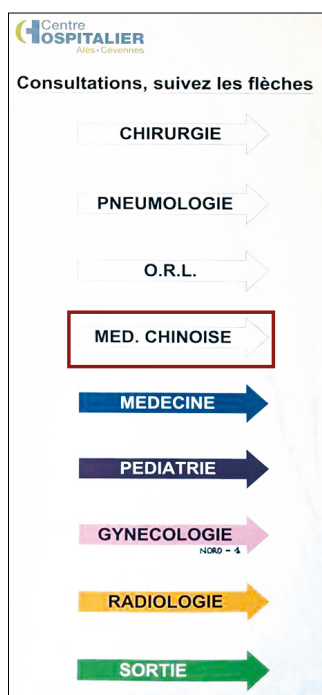 Centre
HOSPITALIER
Alès - Cévennes
Consultations, suivez les flèches
CHIRURGIE
PNEUMOLOGIE
O.R.L.
MED. CHINOISE
MEDECINE
PEDIATRIE
GYNECOLOGIE
NORD - 1
RADIOLOGIE
SORTIE